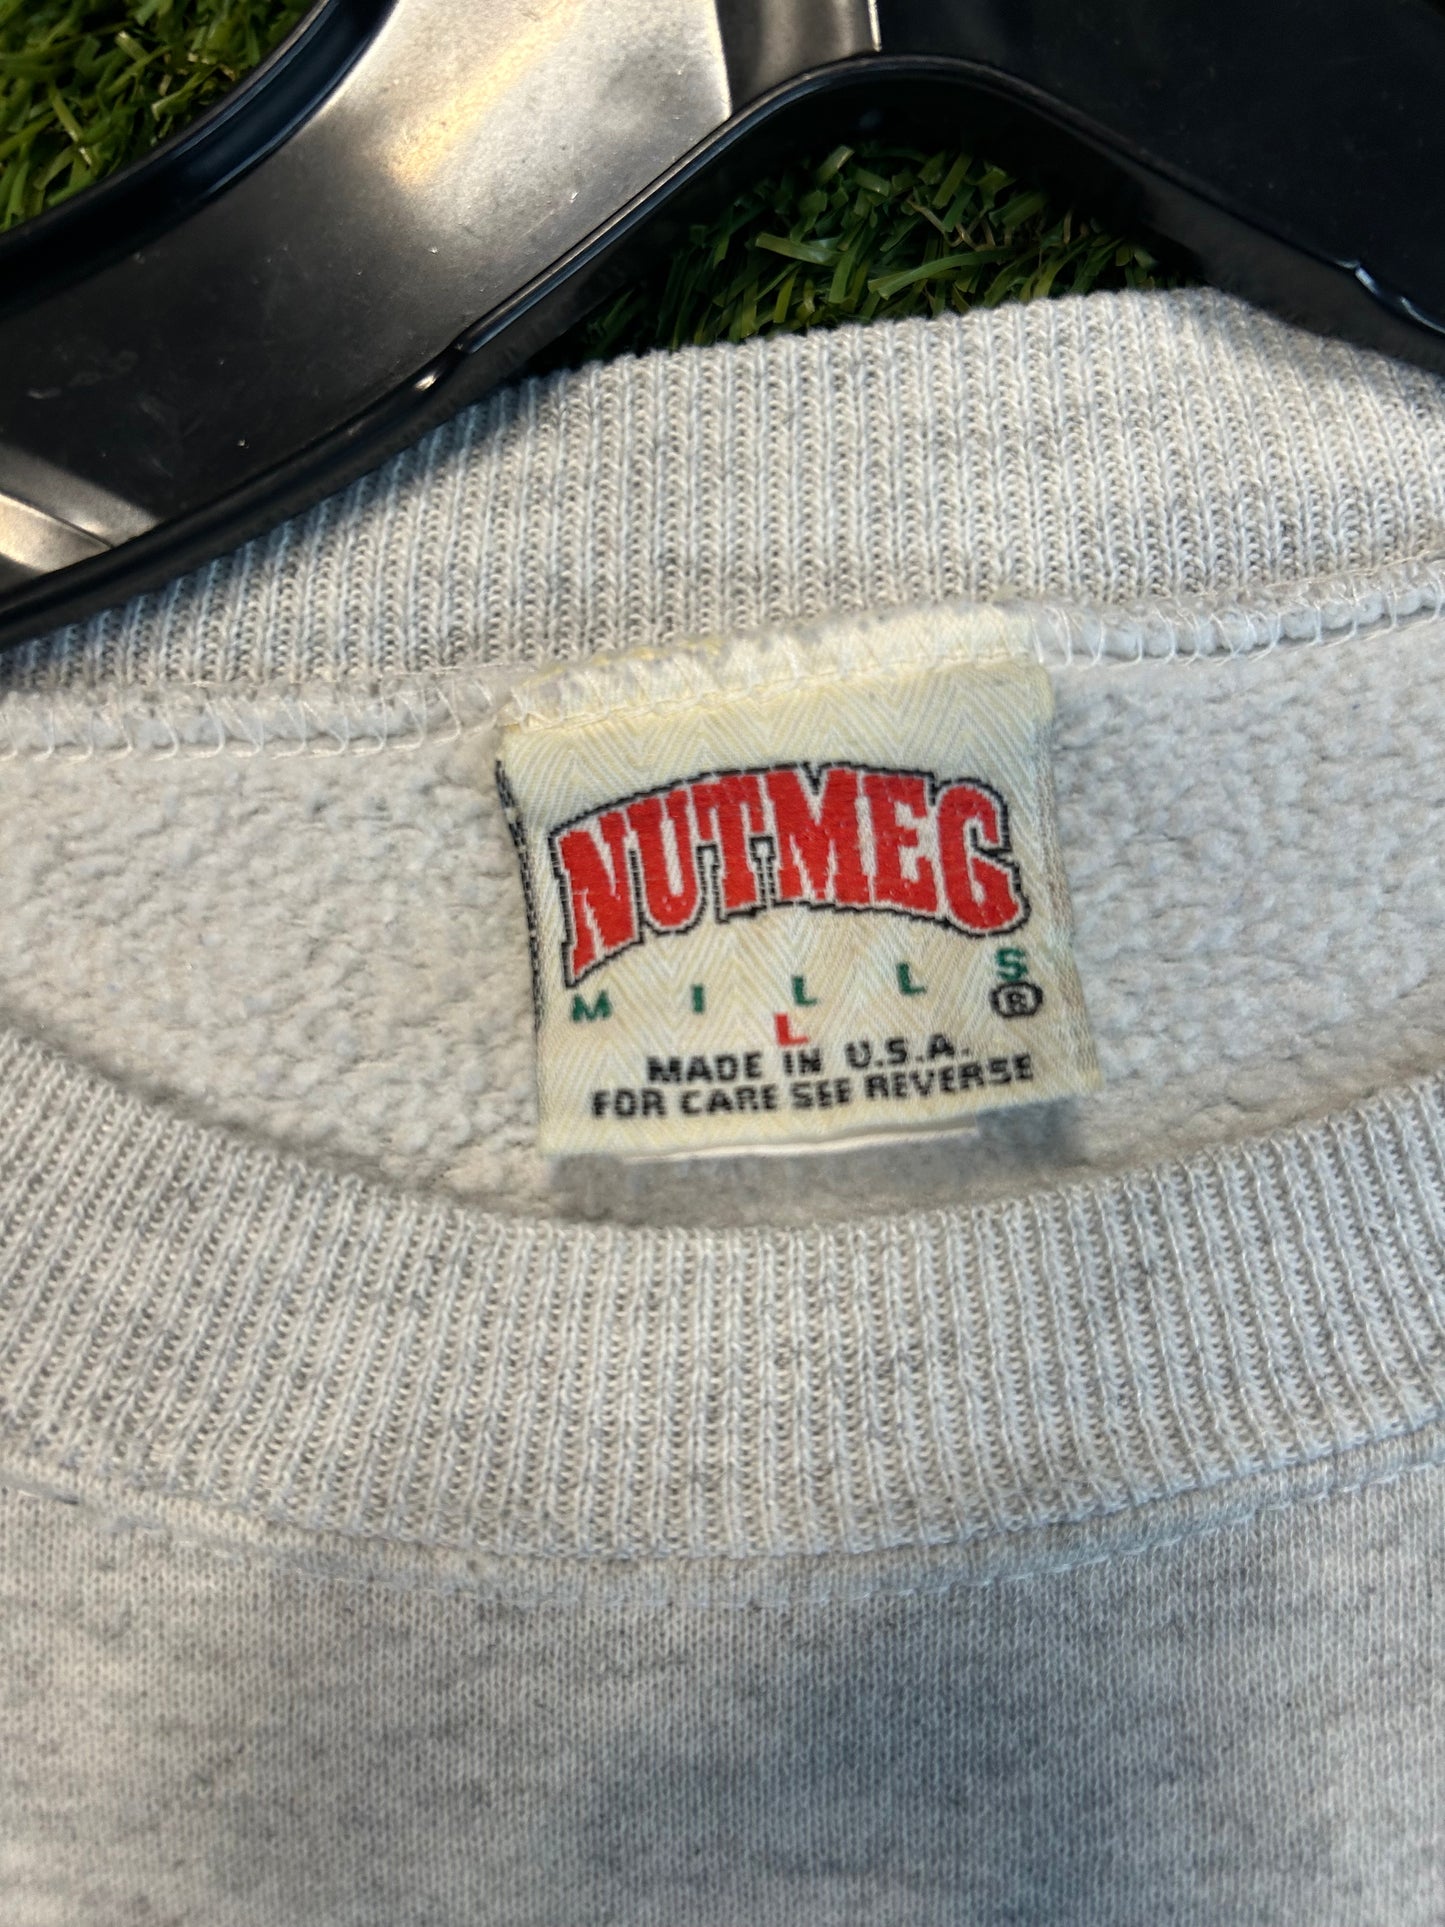 NUTMEG
MILLS®
L
MADE IN U.S.A.
FOR CARE SEE REVERSE